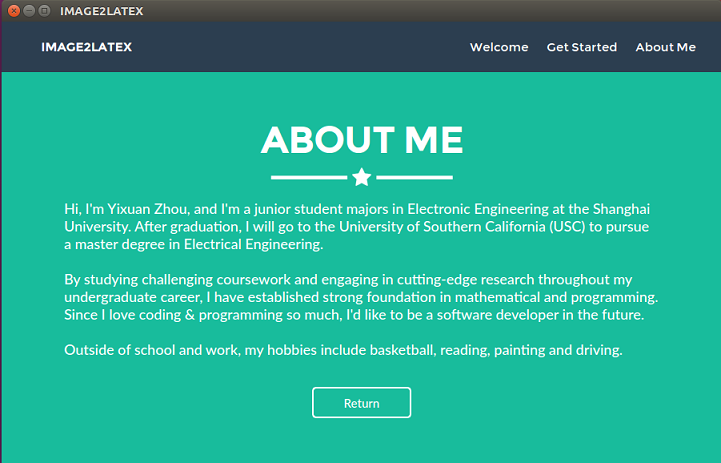 IMAGE2LATEX
IMAGE2LATEX
Welcome
Get Started
About Me
ABOUT ME
Hi, I'm Yixuan Zhou, and I'm a junior student majors in Electronic Engineering at the Shanghai
University. After graduation, I will go to the University of Southern California (USC) to pursue
a master degree in Electrical Engineering.
By studying challenging coursework and engaging in cutting-edge research throughout my
undergraduate career, I have established strong foundation in mathematical and programming.
Since I love coding & programming so much, I'd like to be a software developer in the future.
Outside of school and work, my hobbies include basketball, reading, painting and driving.
Return